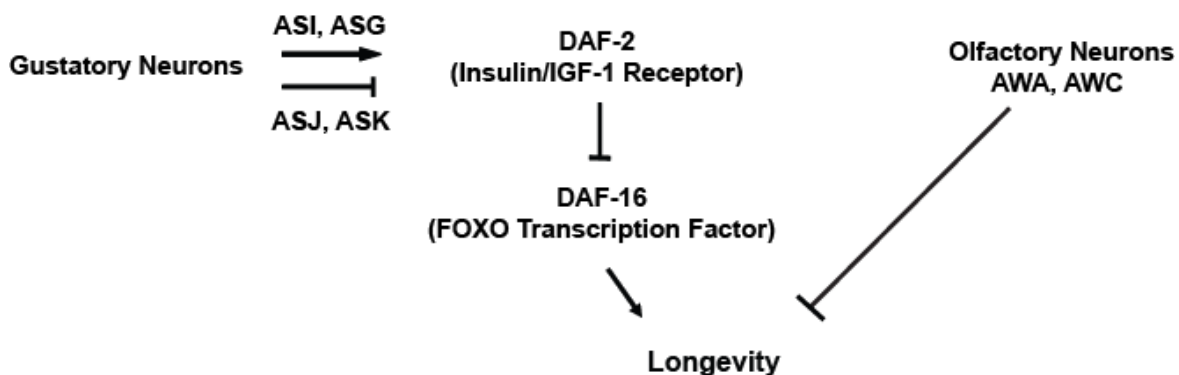 Gustatory Neurons
ASI, ASG
ASJ, ASK
DAF-2
(Insulin/IGF-1 Receptor)
DAF-16
(FOXO Transcription Factor)
Longevity
Olfactory Neurons
AWA, AWC